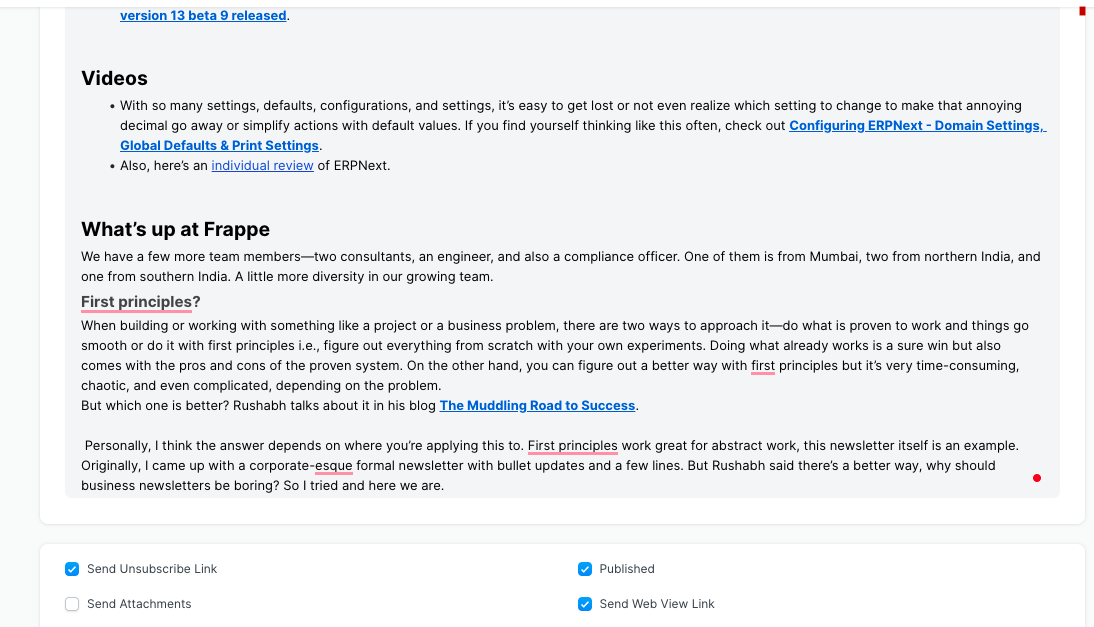 version 13 beta 9 released.
Videos
• With so many settings, defaults, configurations, and settings, it’s easy to get lost or not even realize which setting to change to make that annoying
decimal go away or simplify actions with default values. If you find yourself thinking like this often, check out Configuring ERPNext - Domain Settings,
Global Defaults & Print Settings.
• Also, here’s an individual review of ERPNext.
What’s up at Frappe
We have a few more team members—two consultants, an engineer, and also a compliance officer. One of them is from Mumbai, two from northern India, and
one from southern India. A little more diversity in our growing team.
First principles?
When building or working with something like a project or a business problem, there are two ways to approach it—do what is proven to work and things go
smooth or do it with first principles i.e., figure out everything from scratch with your own experiments. Doing what already works is a sure win but also
comes with the pros and cons of the proven system. On the other hand, you can figure out a better way with first principles but it’s very time-consuming,
chaotic, and even complicated, depending on the problem.
But which one is better? Rushabh talks about it in his blog The Muddling Road to Success.
Personally, I think the answer depends on where you’re applying this to. First principles work great for abstract work, this newsletter itself is an example.
Originally, I came up with a corporate-esque formal newsletter with bullet updates and a few lines. But Rushabh said there’s a better way, why should
business newsletters be boring? So I tried and here we are.
Send Unsubscribe Link
Published
Send Attachments
Send Web View Link